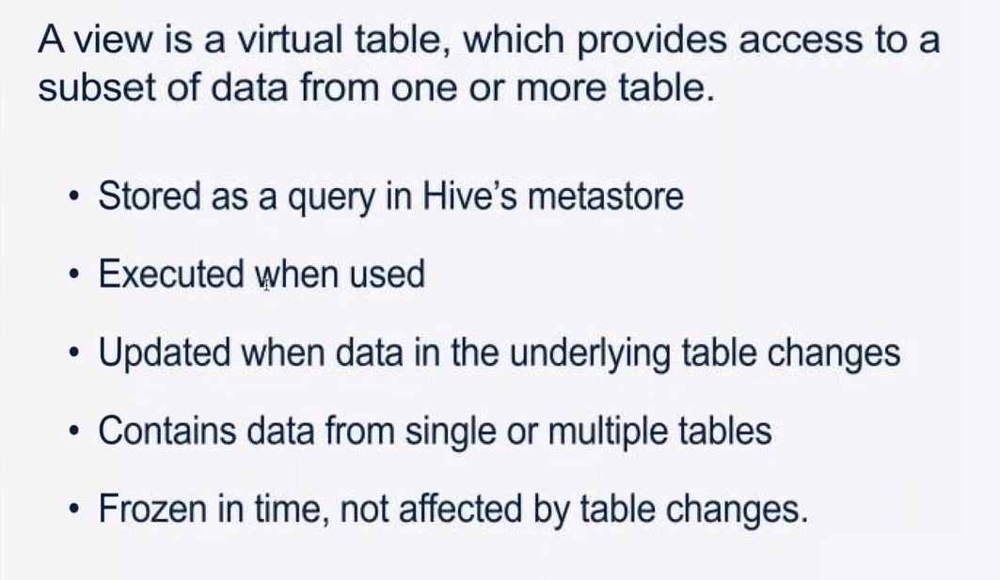 A view is a virtual table, which provides access to a
subset of data from one or more table.
• Stored as a query in Hive’s metastore
• Executed when used
• Updated when data in the underlying table changes
• Contains data from single or multiple tables
• Frozen in time, not affected by table changes.